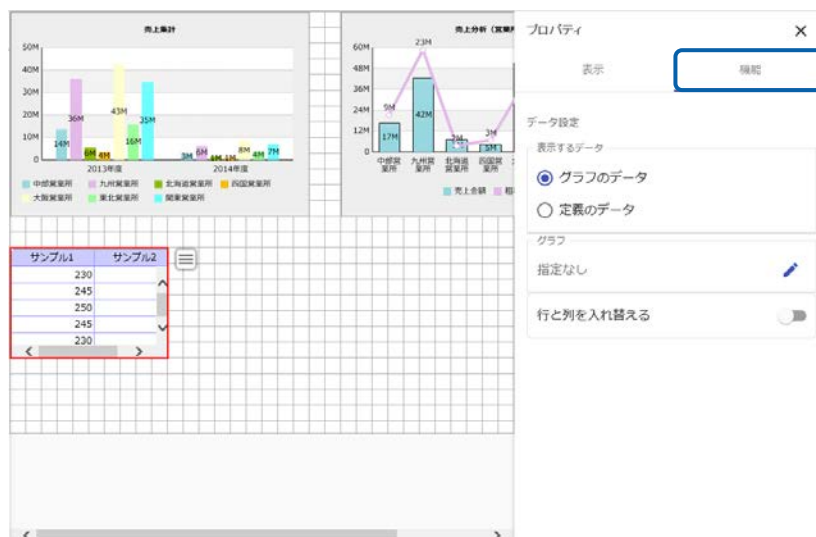 売上集計
50M
40M
30M
20M
10M
0
14M
36M
6M
4M
43M
16M
35M
3M
6M
1M
1M
8M
4M
7M
2013年度
2014年度
中部営業所
九州営業所
北海道営業所
四国営業所
大阪営業所
東北営業所
関東営業所
売上分析(営業
60M
48M
36M
24M
12M
0
9M
23M
3M
17M
42M
5M
中部営業所
九州営業所
北海道営業所
四国営業所
売上金額
サンプル1
サンプル2
230
245
250
245
230
プロパティ
表示
機能
データ設定
表示するデータ
グラフのデータ
定義のデータ
グラフ
指定なし
行と列を入れ替える